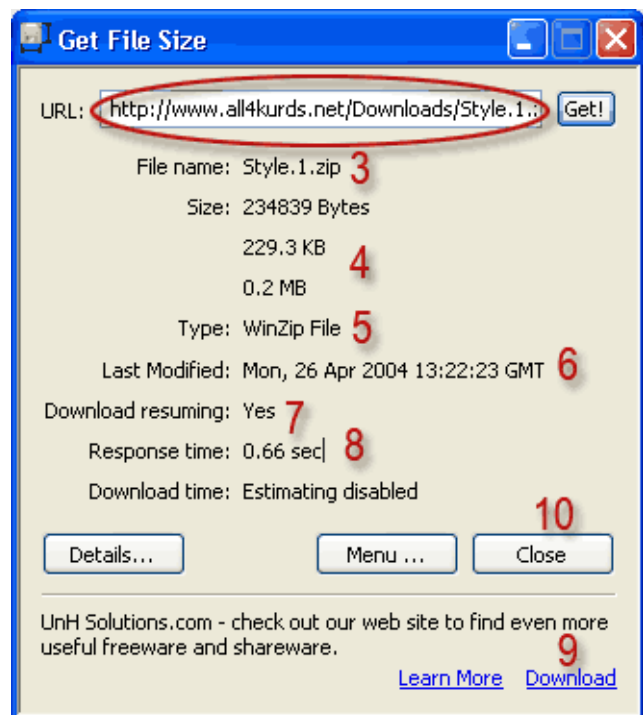 Get File Size
URL: http://www.all4kurds.net/Downloads/Style.1.: Get!
File name: Style.1.zip 3
Size: 234839 Bytes
229.3 KB
4
0.2 MB
Type: WinZip File 5
Last Modified: Mon, 26 Apr 2004 13:22:23 GMT 6
Download resuming: Yes 7
Response time: 0.66 sec 8
Download time: Estimating disabled
10
Details... Menu ... Close
UnH Solutions.com - check out our web site to find even more
useful freeware and shareware.
9
Learn More Download